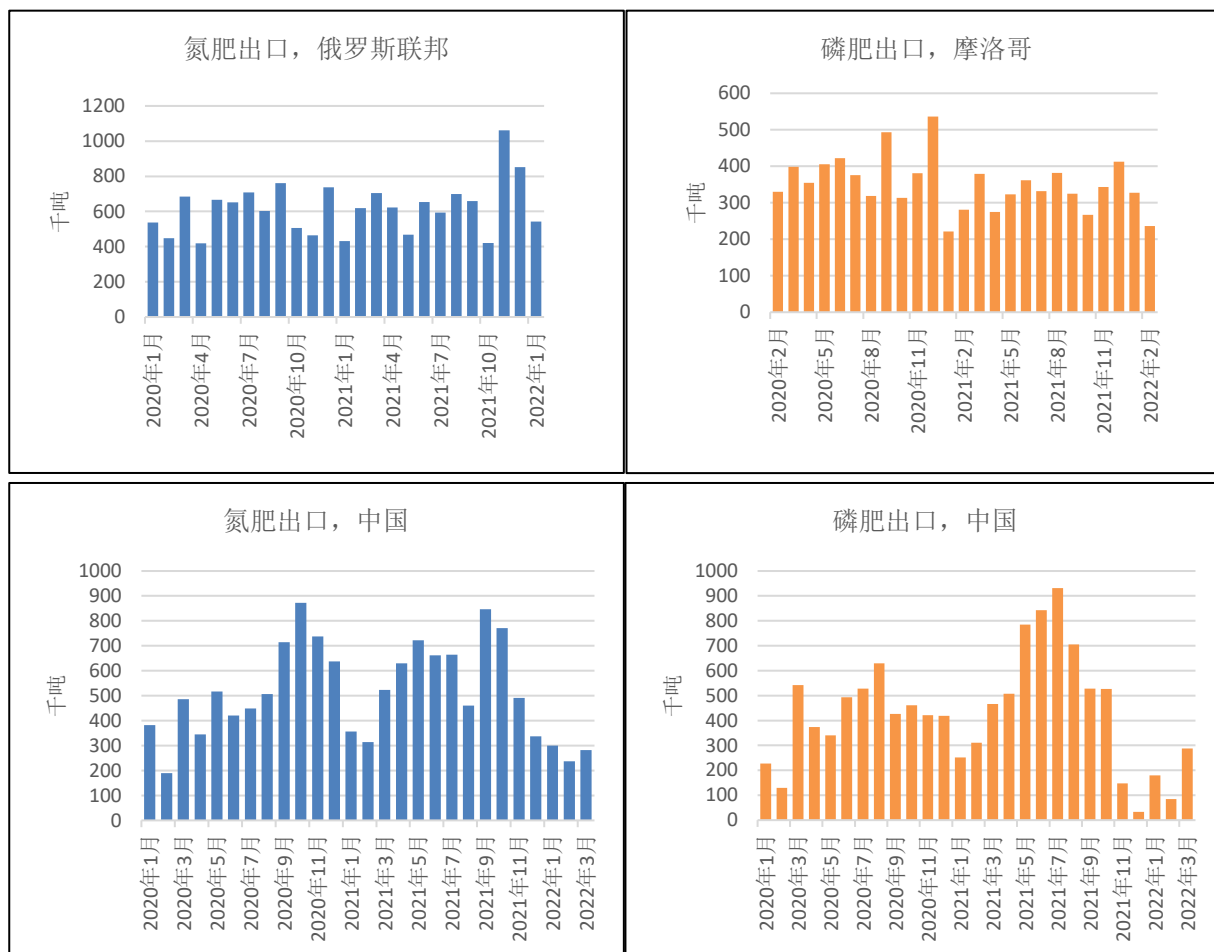 氮肥出口，俄罗斯联邦
千吨
1200
1000
800
600
400
200
0
2020年1月
2020年4月
2020年7月
2020年10月
2021年1月
2021年4月
2021年7月
2021年10月
2022年1月
磷肥出口，摩洛哥
千吨
600
500
400
300
200
100
0
2020年2月
2020年5月
2020年8月
2020年11月
2021年2月
2021年5月
2021年8月
2021年11月
2022年2月
氮肥出口，中国
千吨
1000
900
800
700
600
500
400
300
200
100
0
2020年1月
2020年3月
2020年5月
2020年7月
2020年9月
2020年11月
2021年1月
2021年3月
2021年5月
2021年7月
2021年9月
2021年11月
2022年1月
2022年3月
磷肥出口，中国
千吨
1000
900
800
700
600
500
400
300
200
100
0
2020年1月
2020年3月
2020年5月
2020年7月
2020年9月
2020年11月
2021年1月
2021年3月
2021年5月
2021年7月
2021年9月
2021年11月
2022年1月
2022年3月